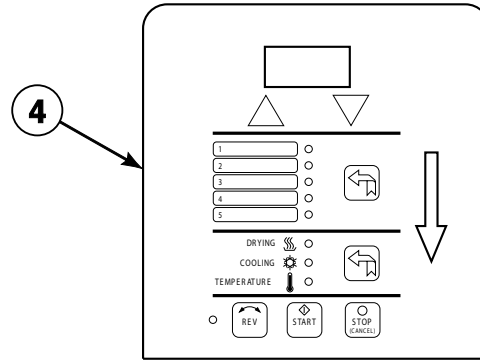 4
1
2
3
4
5
DRYING
COOLING
TEMPERATURE
REV
START
STOP
(CANCEL)